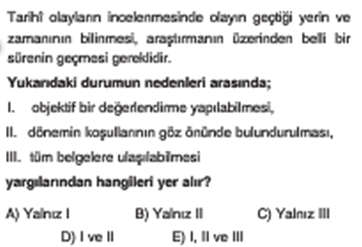 Tarihî olayların incelenmesinde olayın geçtiği yerin ve
zamanının bilinmesi, araştırmanın üzerinden belli bir
sürenin geçmesi gereklidir.
Yukarıdaki durumun nedenleri arasında;
I. objektif bir değerlendirme yapılabilmesi,
II. dönemin koşullarının göz önünde bulundurulması,
III. tüm belgelere ulaşılabilmesi
yargılarından hangileri yer alır?
A) Yalnız I B) Yalnız II C) Yalnız III
D) I ve II E) I, II ve III